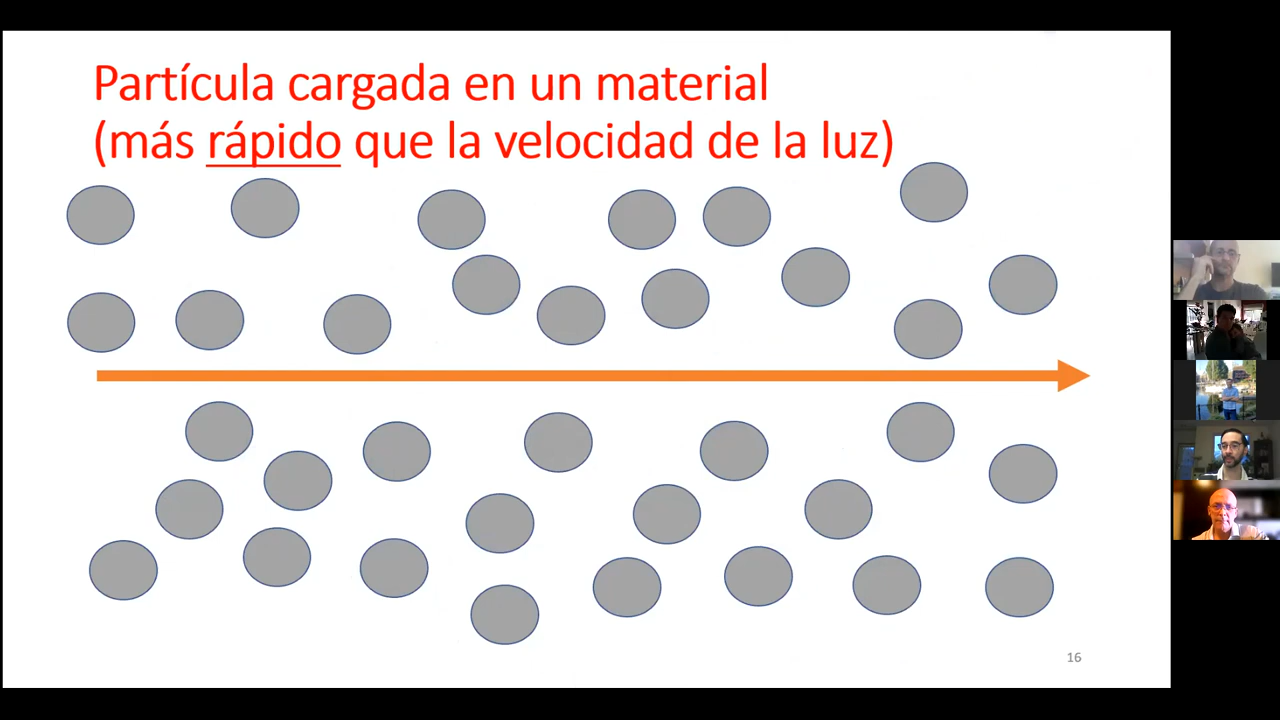 Partícula cargada en un material
(más rápido que la velocidad de la luz)
16